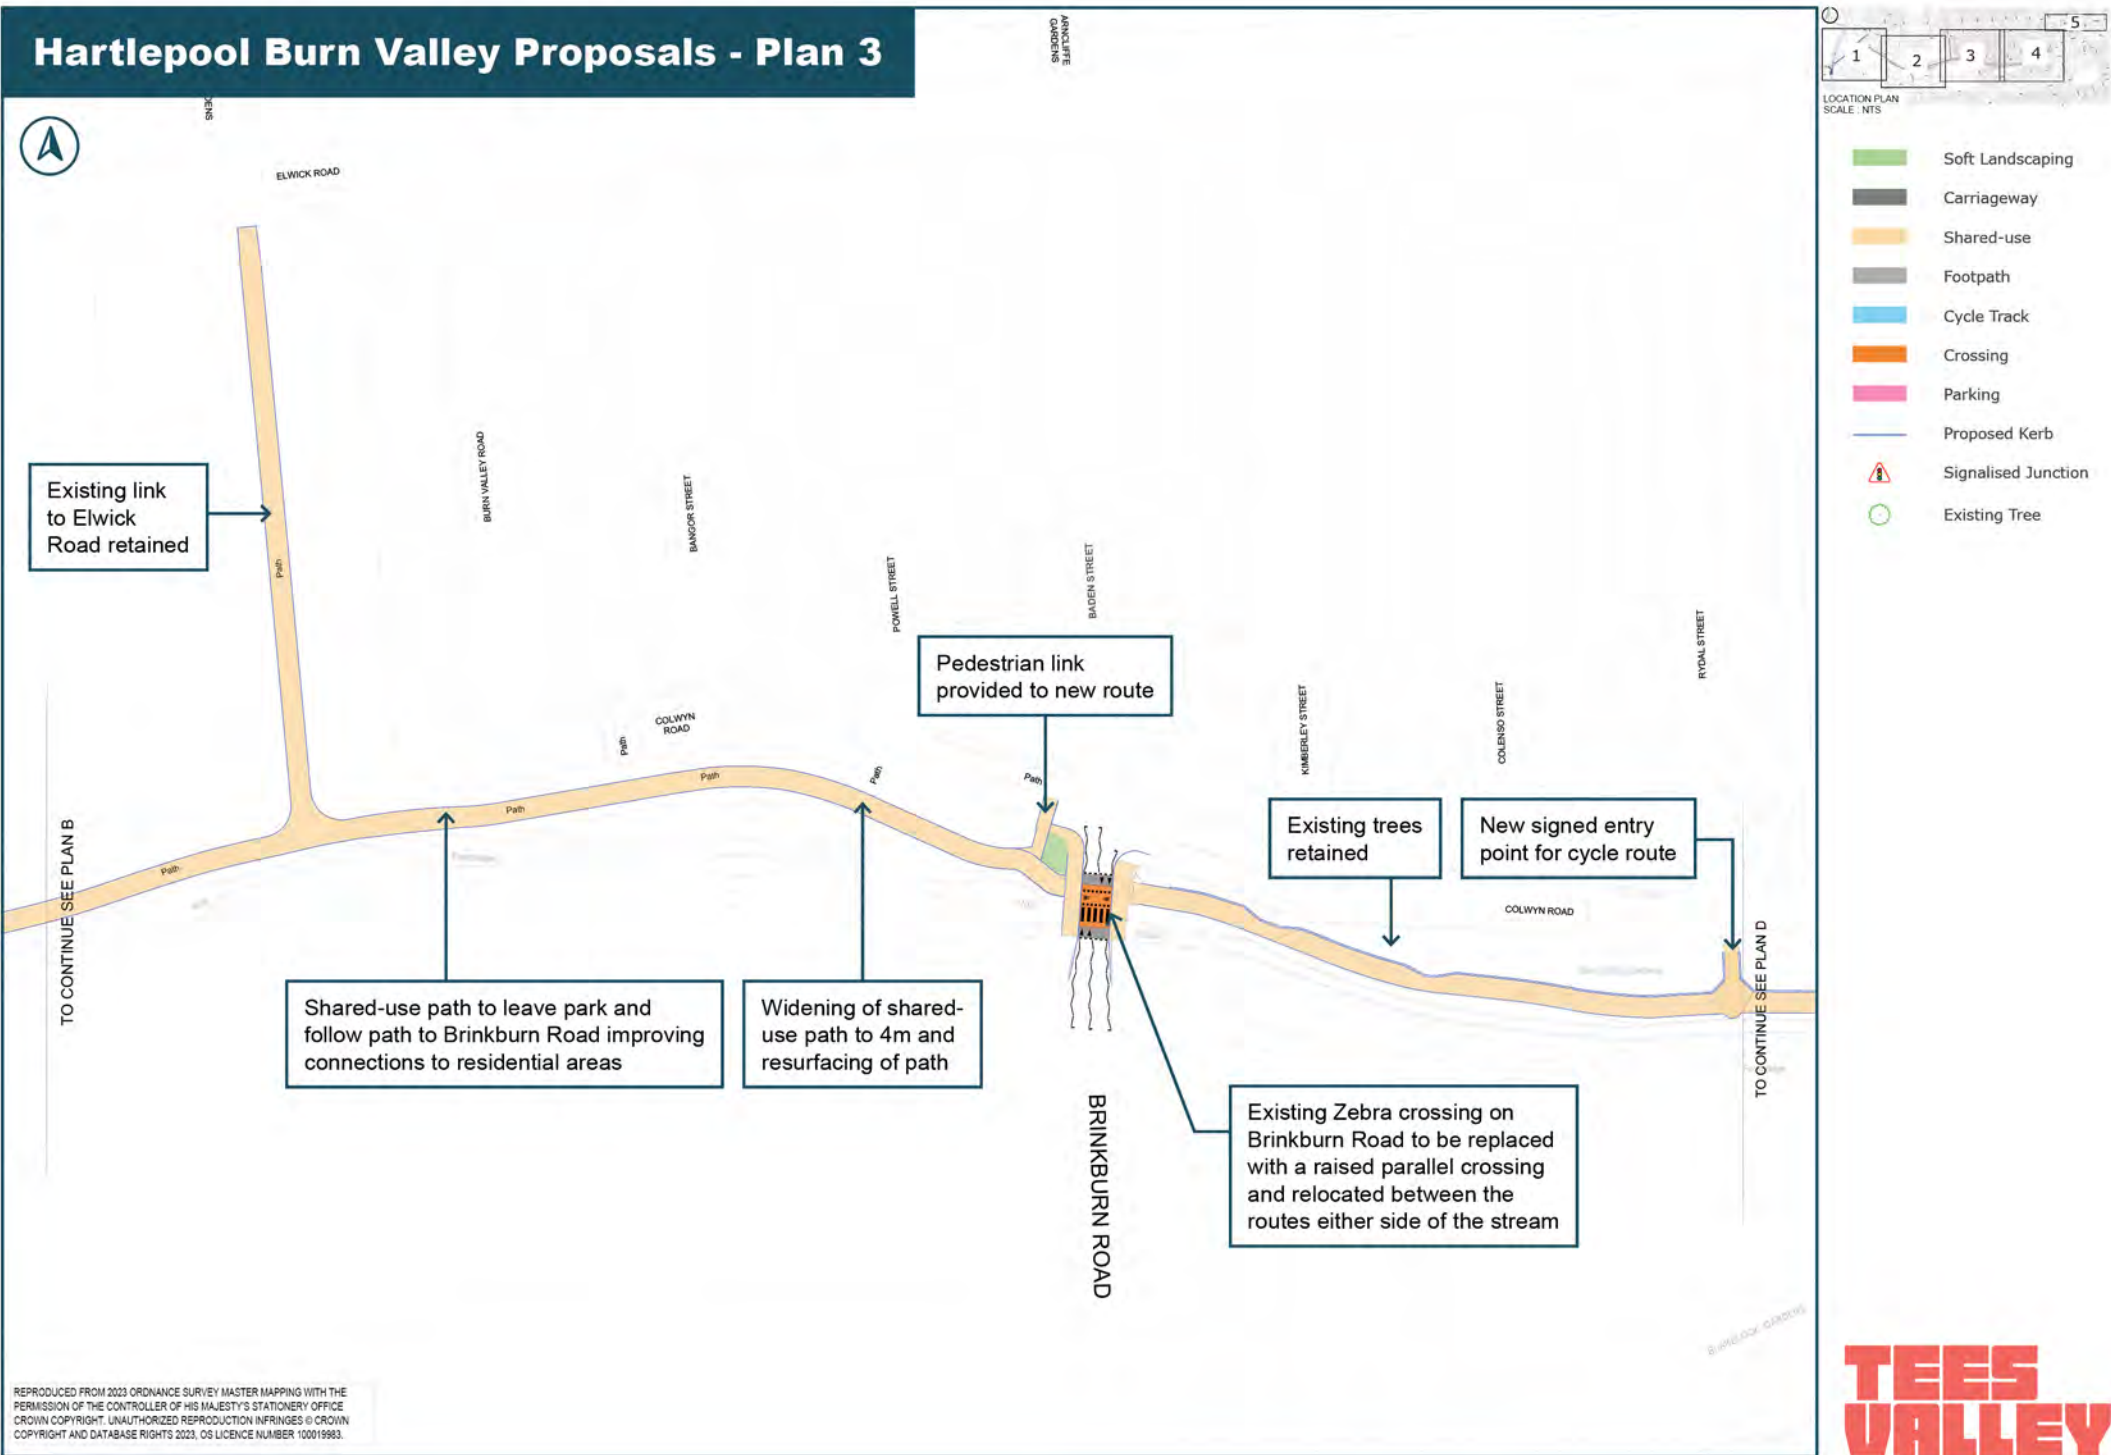 Hartlepool Burn Valley Proposals - Plan 3
ARNCLIFFE
GARDENS
ELWICK ROAD
Existing link
to Elwick
Road retained
Path
BURN VALLEY ROAD
BANGOR STREET
POWELL STREET
BADEN STREET
RYDAL STREET
Pedestrian link
provided to new route
KIMBERLEY STREET
COLENSO STREET
COLWYN
ROAD
Path
Path
Path
Path
Path
Path
Existing trees
retained
New signed entry
point for cycle route
COLWYN ROAD
TO CONTINUE SEE PLAN B
TO CONTINUE SEE PLAN D
Shared-use path to leave park and
follow path to Brinkburn Road improving
connections to residential areas
Widening of shared-
use path to 4m and
resurfacing of path
BRINKBURN ROAD
Existing Zebra crossing on
Brinkburn Road to be replaced
with a raised parallel crossing
and relocated between the
routes either side of the stream
REPRODUCED FROM 2023 ORDNANCE SURVEY MASTER MAPPING WITH THE
PERMISSION OF THE CONTROLLER OF HIS MAJESTY'S STATIONERY OFFICE
CROWN COPYRIGHT. UNAUTHORIZED REPRODUCTION INFRINGES © CROWN
COPYRIGHT AND DATABASE RIGHTS 2023, OS LICENCE NUMBER 100019983.
1
2
3
4
5
LOCATION PLAN
SCALE : NTS
Soft Landscaping
Carriageway
Shared-use
Footpath
Cycle Track
Crossing
Parking
Proposed Kerb
Signalised Junction
Existing Tree
TEES
VALLEY